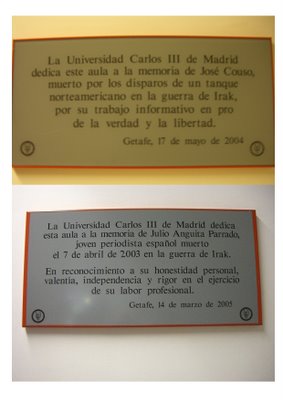 La Universidad Carlos III de Madrid
dedica este aula a la memoria de José Couso,
muerto por los disparos de un tanque
norteamericano en la guerra de Irak,
por su trabajo informativo en pro
de la verdad y la libertad.
Getafe, 17 de mayo de 2004
La Universidad Carlos III de Madrid dedica
esta aula a la memoria de Julio Anguita Parrado,
joven periodista español muerto
el 7 de abril de 2003 en la guerra de Irak.
En reconocimiento a su honestidad personal,
valentía, independencia y rigor en el ejercicio
de su labor profesional.
Getafe, 14 de marzo de 2005